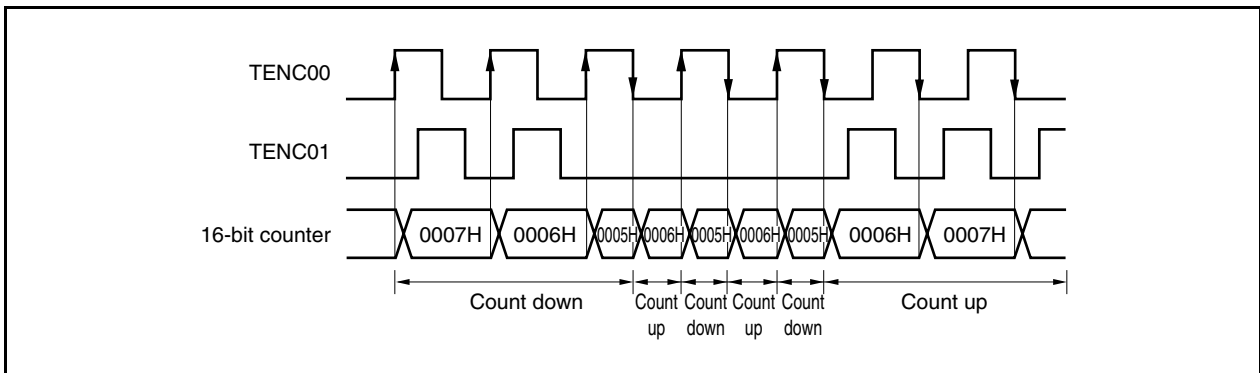 TENC00
TENC01
16-bit counter
0007H 0006H 0005H 0006H 0005H 0006H 0005H 0006H 0007H
Count down
Count up
Count down
Count up
Count down
Count up